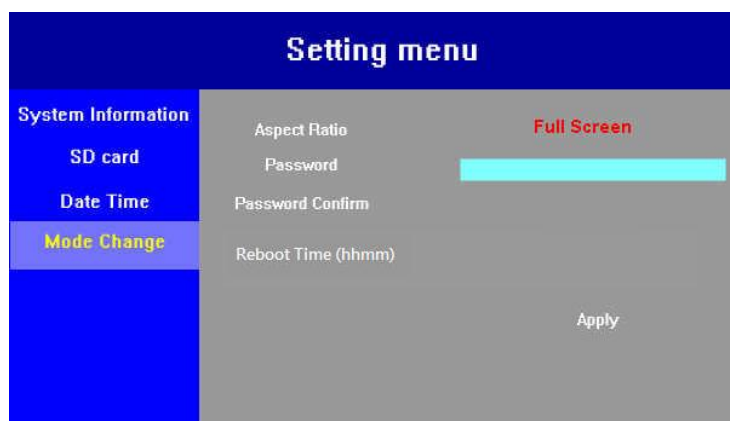 Setting menu
System Information
SD card
Date Time
Mode Change
Aspect Ratio
Full Screen
Password
Password Confirm
Reboot Time (hhmm)
Apply